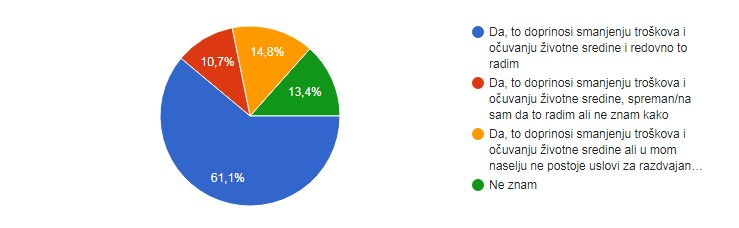 61,1%
10,7%
14,8%
13,4%
Da, to doprinosi smanjenju troškova i
očuvanju životne sredine i redovno to
radim
Da, to doprinosi smanjenju troškova i
očuvanju životne sredine, spreman/na
sam da to radim ali ne znam kako
Da, to doprinosi smanjenju troškova i
očuvanju životne sredine ali u mom
naselju ne postoje uslovi za razdvajan…
Ne znam